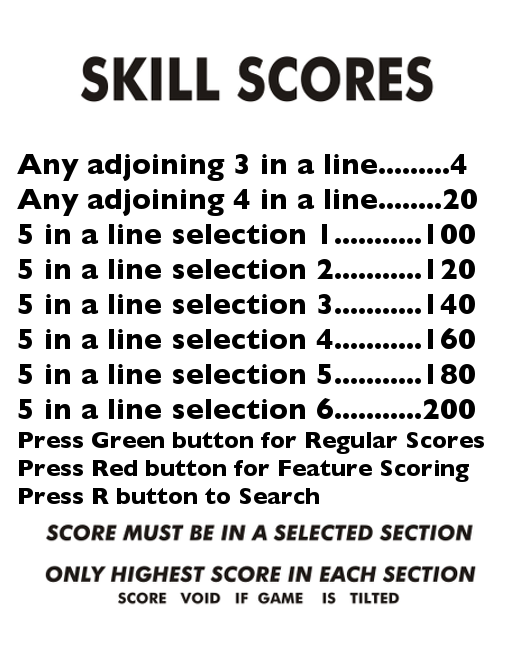 SKILL SCORES
Any adjoining 3 in a line.........4
Any adjoining 4 in a line........20
5 in a line selection 1...........100
5 in a line selection 2...........120
5 in a line selection 3...........140
5 in a line selection 4...........160
5 in a line selection 5...........180
5 in a line selection 6...........200
Press Green button for Regular Scores
Press Red button for Feature Scoring
Press R button to Search
SCORE MUST BE IN A SELECTED SECTION
ONLY HIGHEST SCORE IN EACH SECTION
SCORE VOID IF GAME IS TILTED